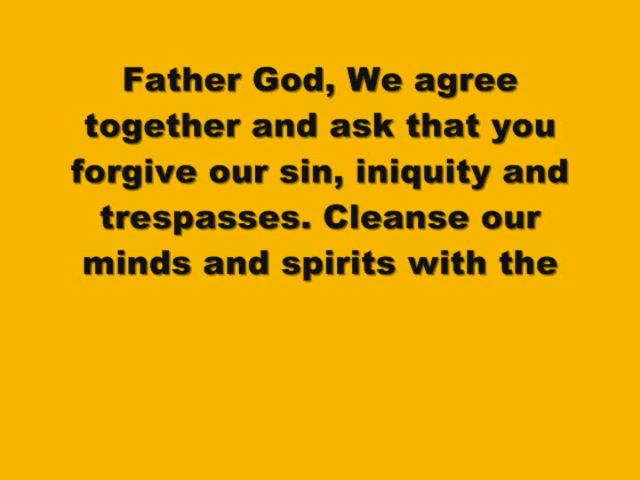 Father God, We agree
together and ask that you
forgive our sin, iniquity and
trespasses. Cleanse our
minds and spirits with the